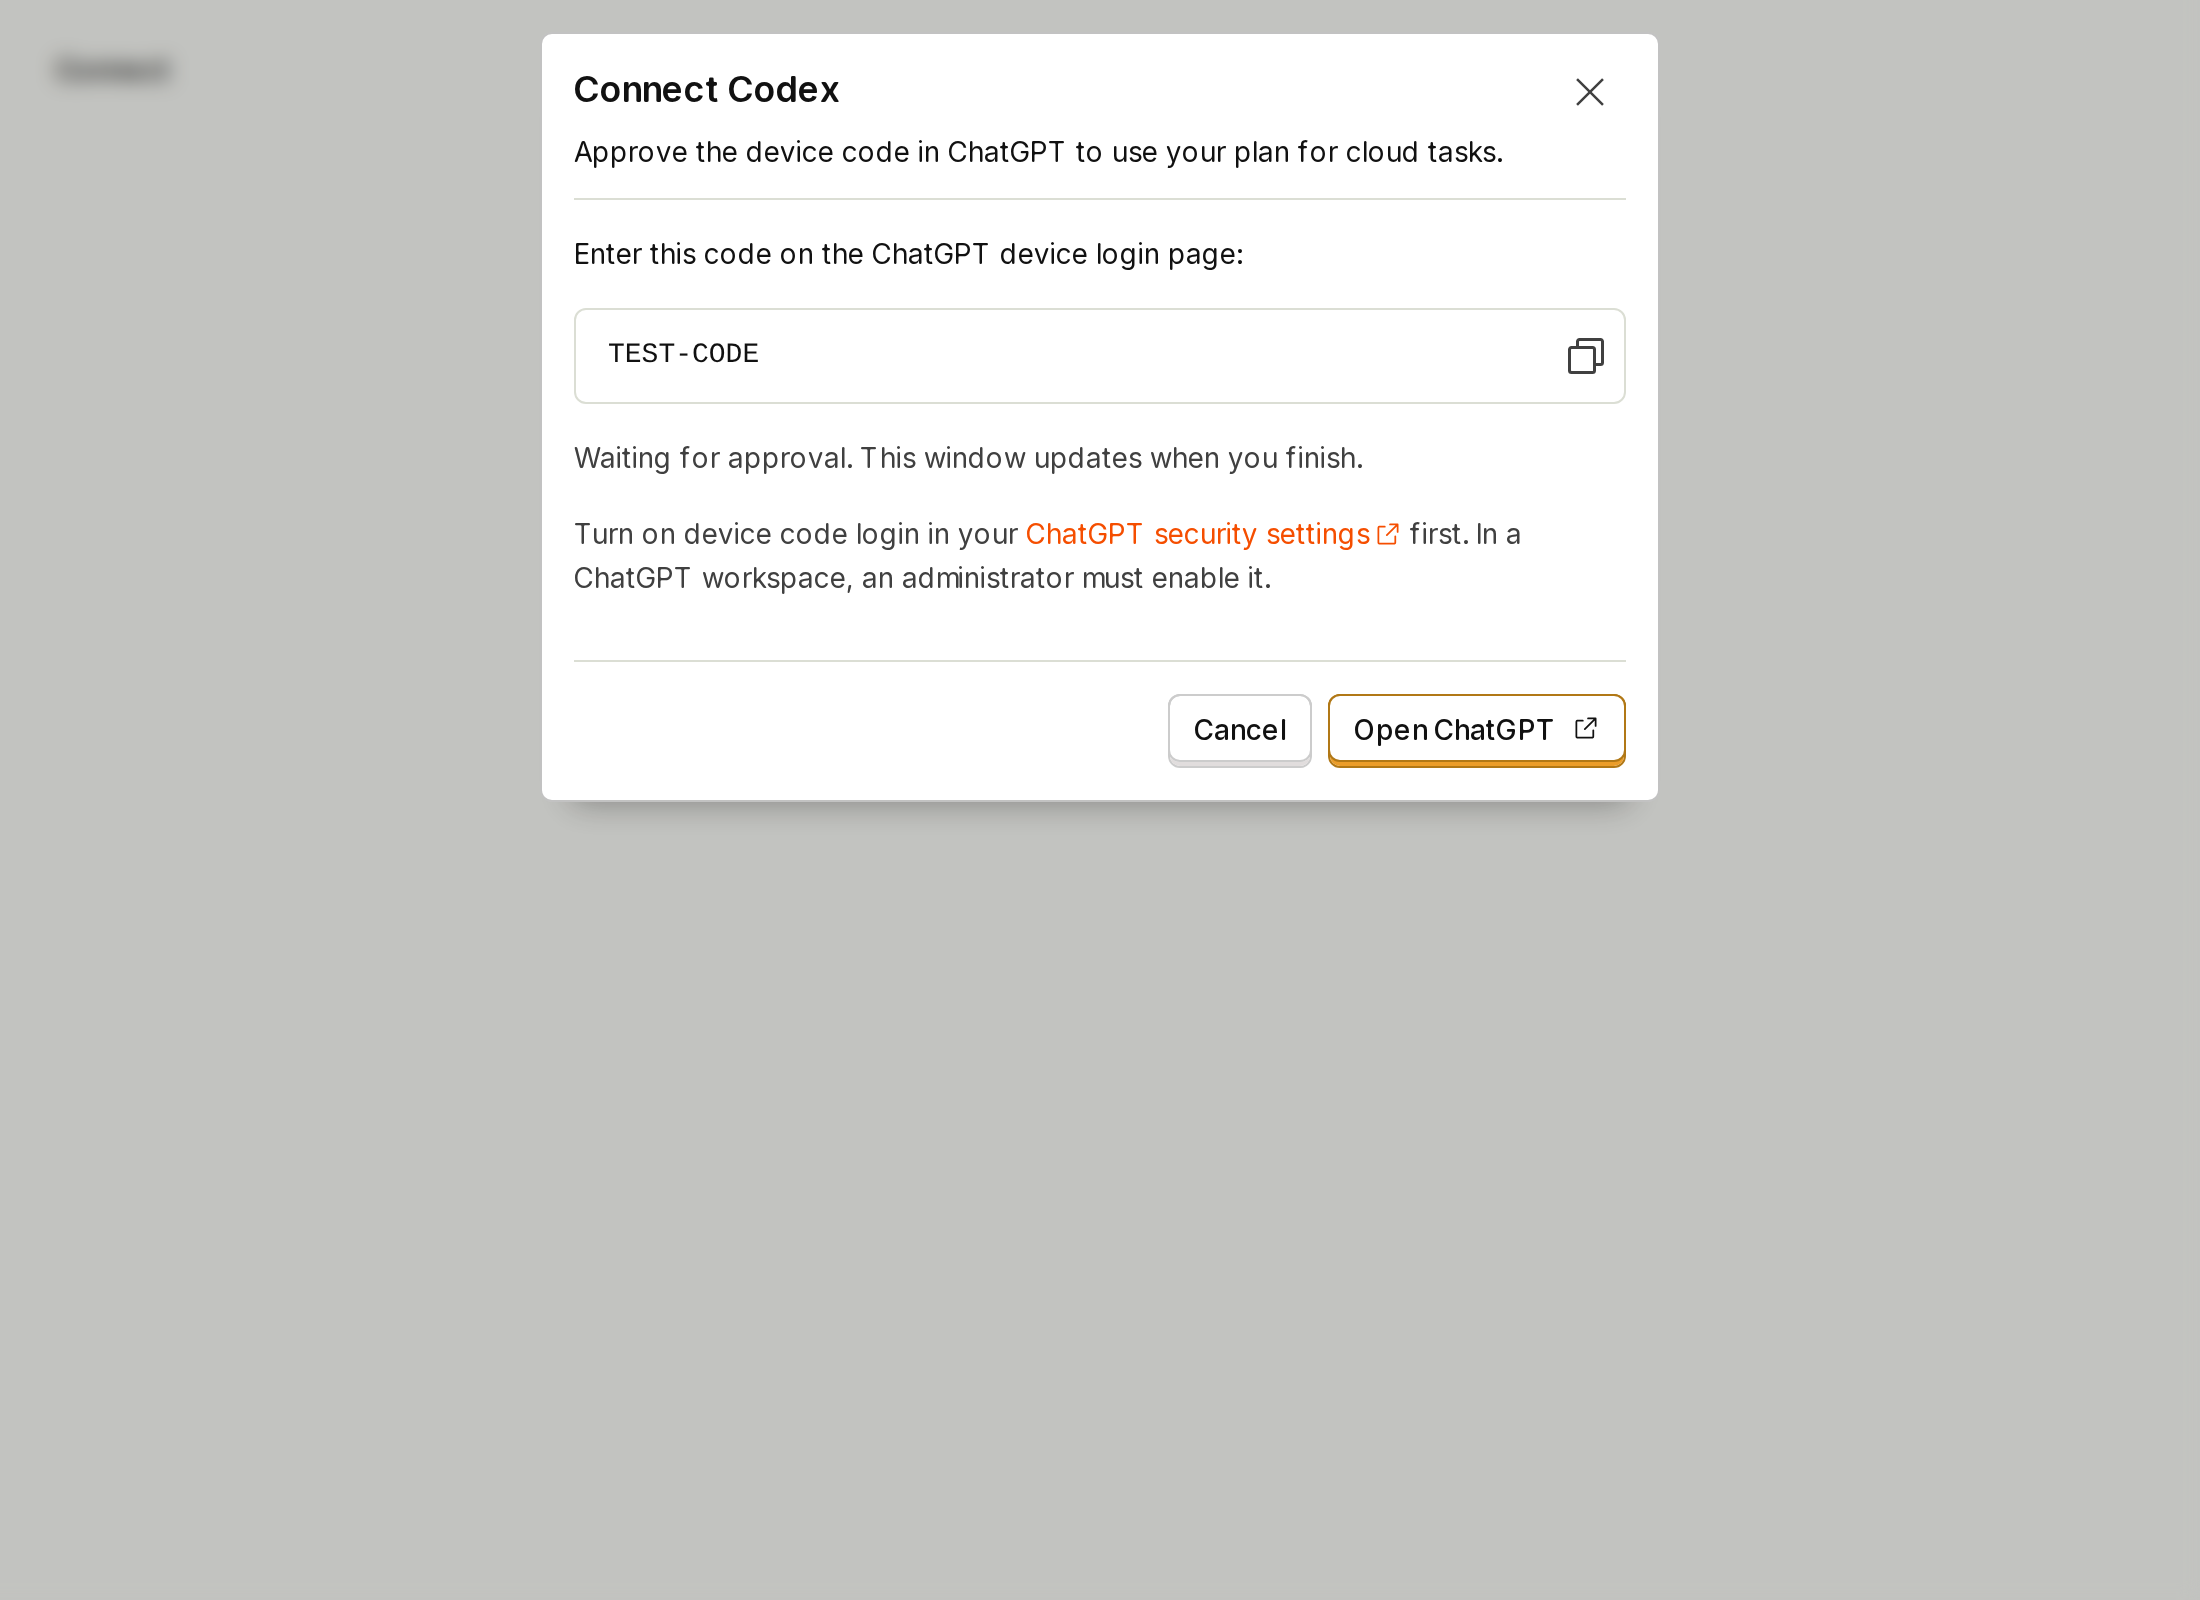 Connect Codex
Approve the device code in ChatGPT to use your plan for cloud tasks.
Enter this code on the ChatGPT device login page:
TEST-CODE
Waiting for approval. This window updates when you finish.
Turn on device code login in your ChatGPT security settings first. In a
ChatGPT workspace, an administrator must enable it.
Cancel
Open ChatGPT